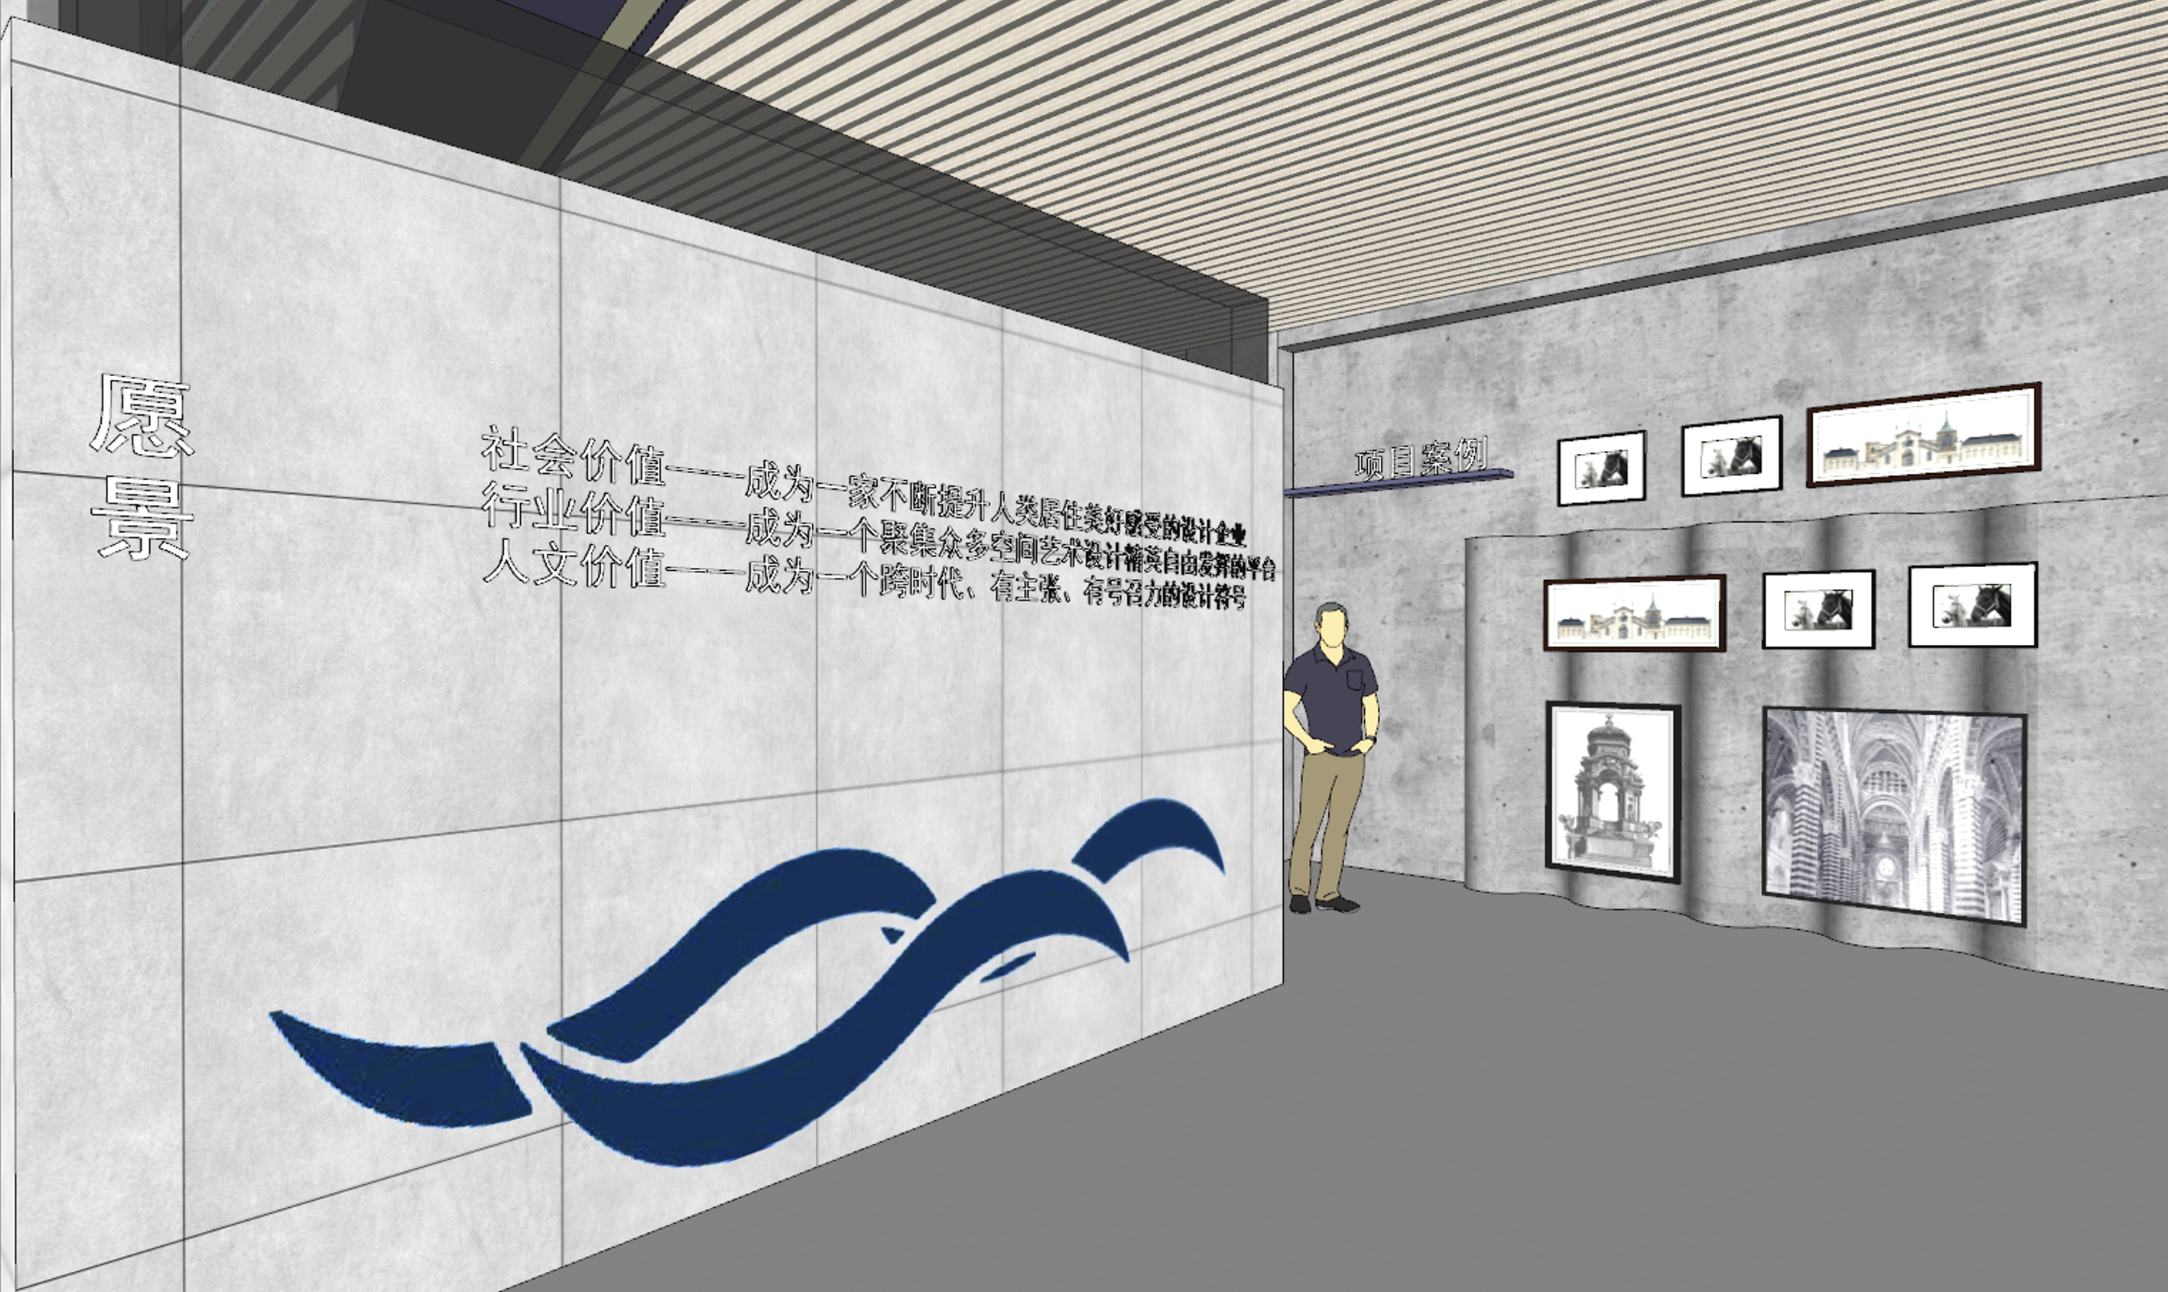 愿景
社会价值——成为一家不断提升人类居住美好感受的设计企业
行业价值——成为一个聚集众多空间艺术设计精英自由发挥的平台
人文价值——成为一个跨时代、有主张、有号召力的设计符号
项目案例